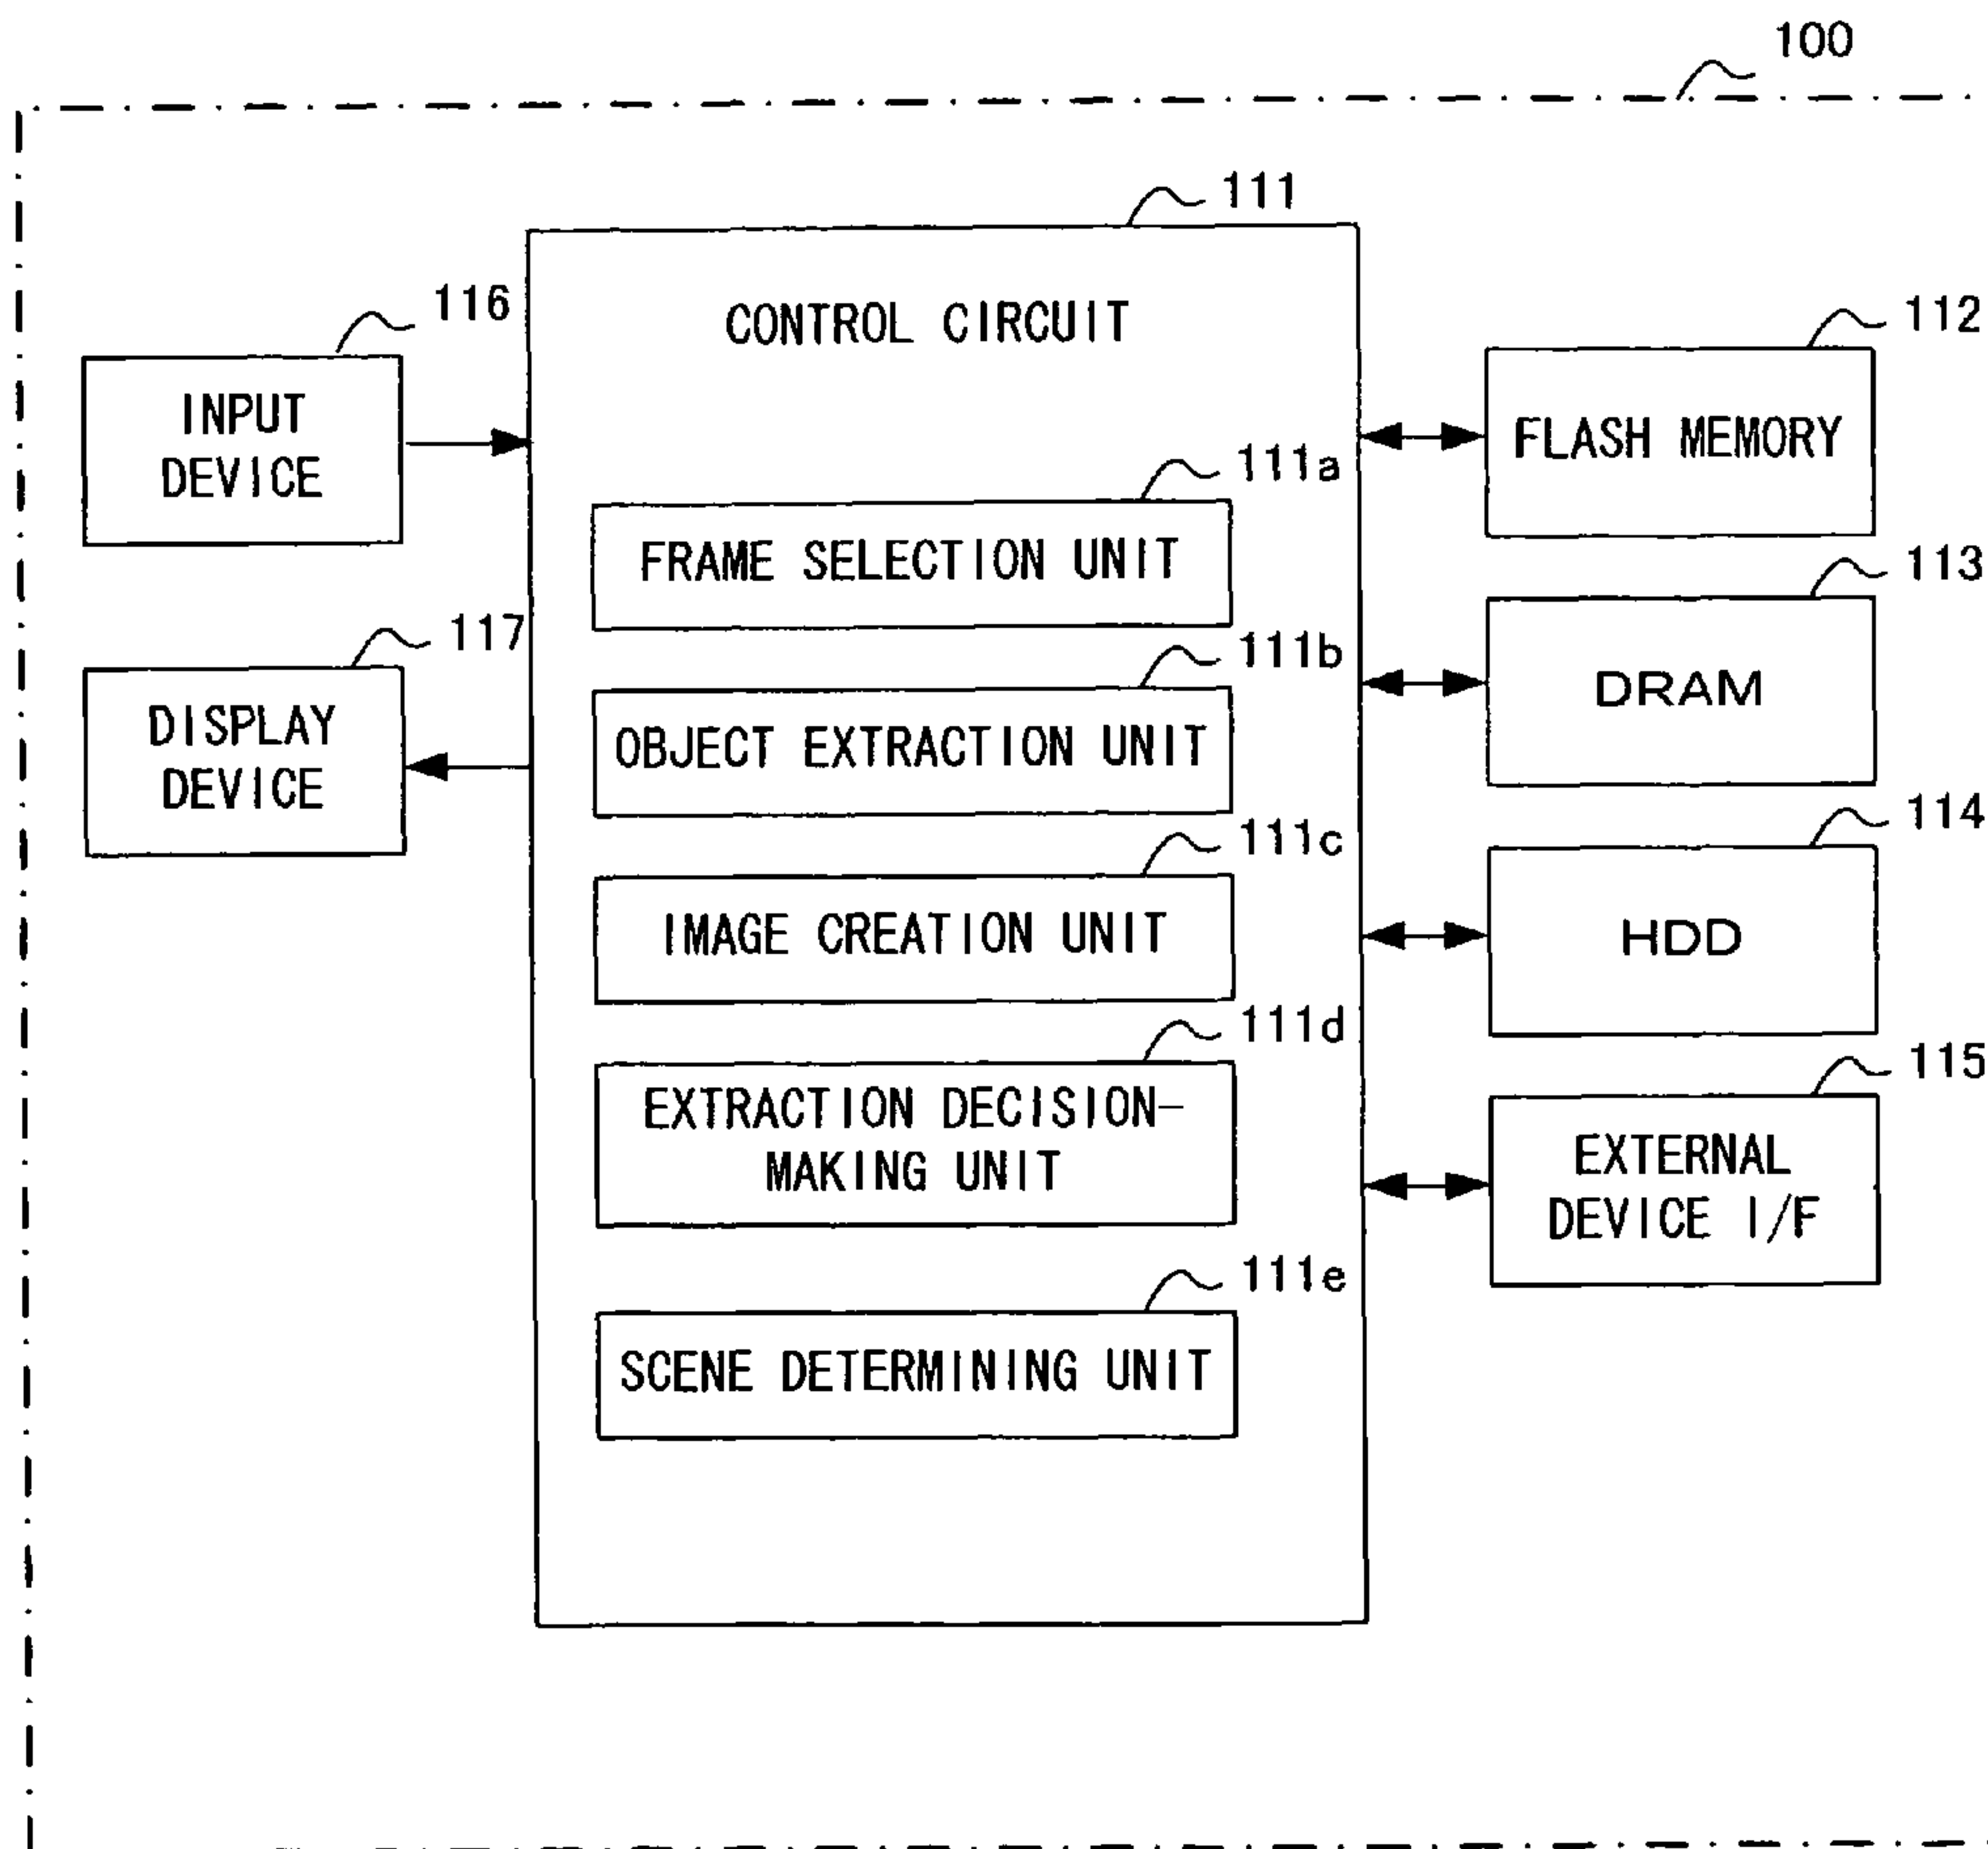 100
111
CONTROL CIRCUIT
116
INPUT
DEVICE
117
DISPLAY
DEVICE
111a
FRAME SELECTION UNIT
111b
OBJECT EXTRACTION UNIT
111c
IMAGE CREATION UNIT
111d
EXTRACTION DECISION-
MAKING UNIT
111e
SCENE DETERMINING UNIT
112
FLASH MEMORY
113
DRAM
114
HDD
115
EXTERNAL
DEVICE I/F